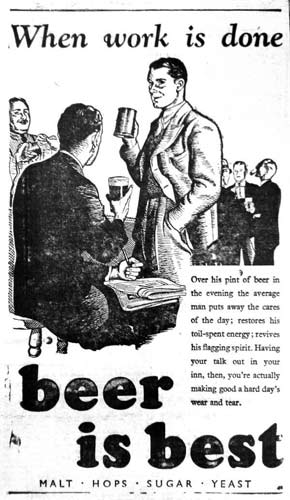 When work is done
Over his pint of beer in
the evening the average
man puts away the cares
of the day; restores his
toil-spent energy; revives
his flagging spirit. Having
your talk out in your
inn, then, you're actually
making good a hard day's
wear and tear.
beer
is best
MALT · HOPS · SUGAR · YEAST